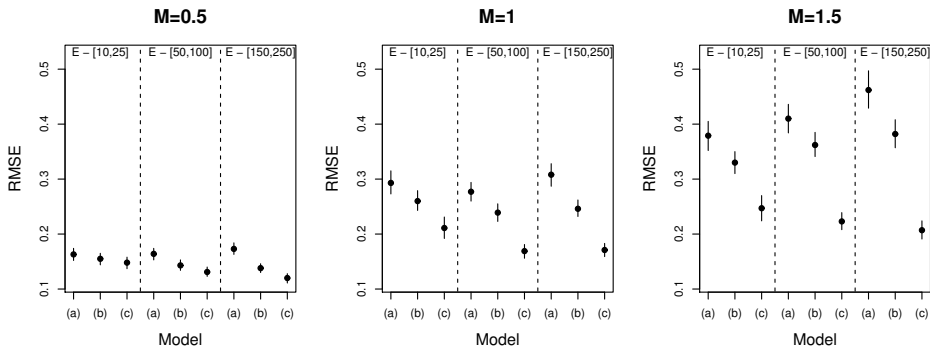 M=0.5
E − [10,25] E − [50,100] E − [150,250]
0.5
0.4
0.3
0.2
0.1
RMSE
(a) (b) (c) (a) (b) (c) (a) (b) (c)
Model
M=1
E − [10,25] E − [50,100] E − [150,250]
0.5
0.4
0.3
0.2
0.1
RMSE
(a) (b) (c) (a) (b) (c) (a) (b) (c)
Model
M=1.5
E − [10,25] E − [50,100] E − [150,250]
0.5
0.4
0.3
0.2
0.1
RMSE
(a) (b) (c) (a) (b) (c) (a) (b) (c)
Model